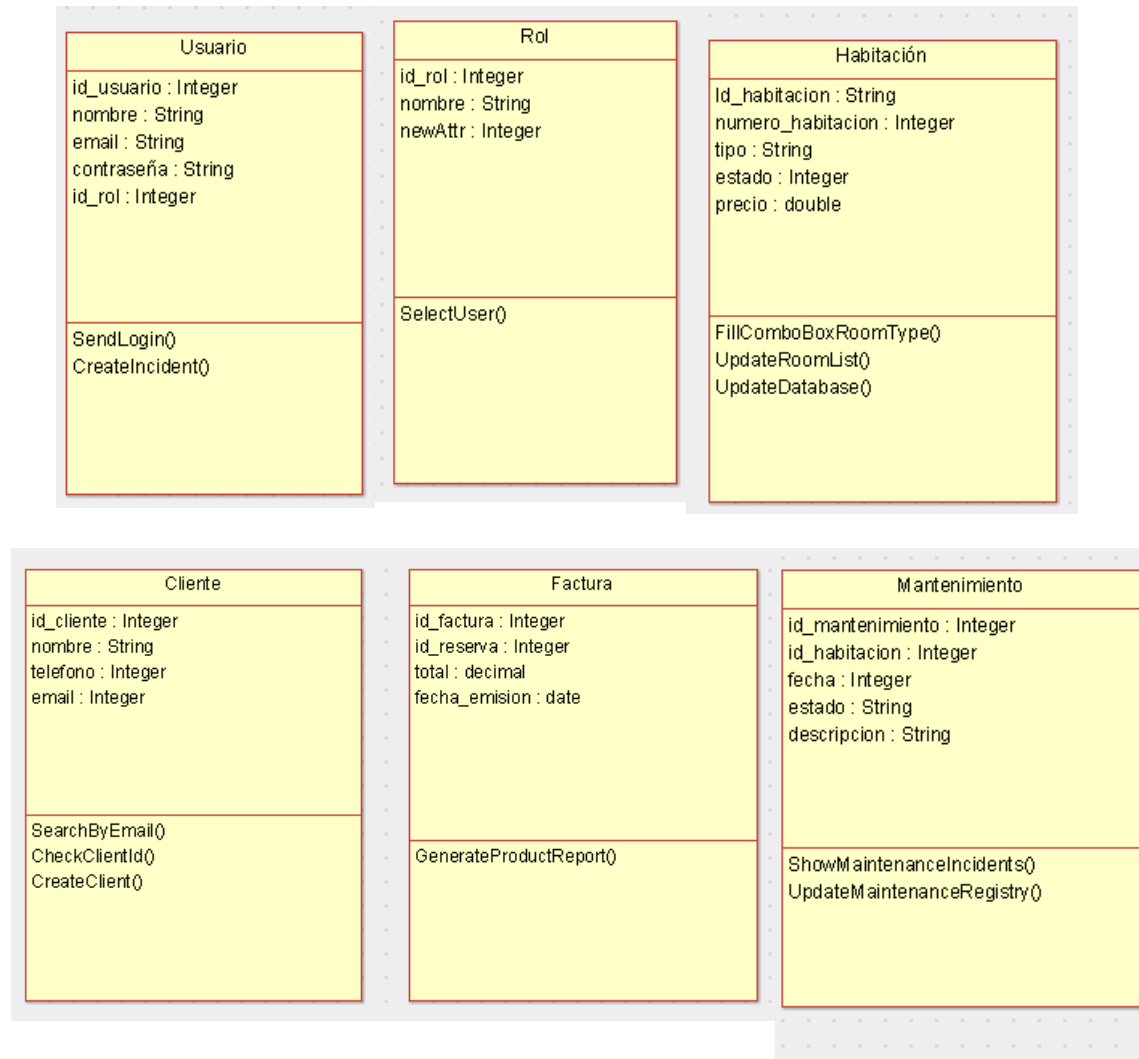 Usuario
id_usuario : Integer
nombre : String
email : String
contraseña : String
id_rol : Integer
SendLogin()
CreateIncident()
Rol
id_rol : Integer
nombre : String
newAttr : Integer
SelectUser()
Habitación
Id_habitacion : String
numero_habitacion : Integer
tipo : String
estado : Integer
precio : double
FillComboBoxRoomType()
UpdateRoomList()
UpdateDatabase()
Cliente
id_cliente : Integer
nombre : String
telefono : Integer
email : Integer
SearchByEmail()
CheckClientId()
CreateClient()
Factura
id_factura : Integer
id_reserva : Integer
total : decimal
fecha_emision : date
GenerateProductReport()
Mantenimiento
id_mantenimiento : Integer
id_habitacion : Integer
fecha : Integer
estado : String
descripcion : String
ShowMaintenanceIncidents()
UpdateMaintenanceRegistry()